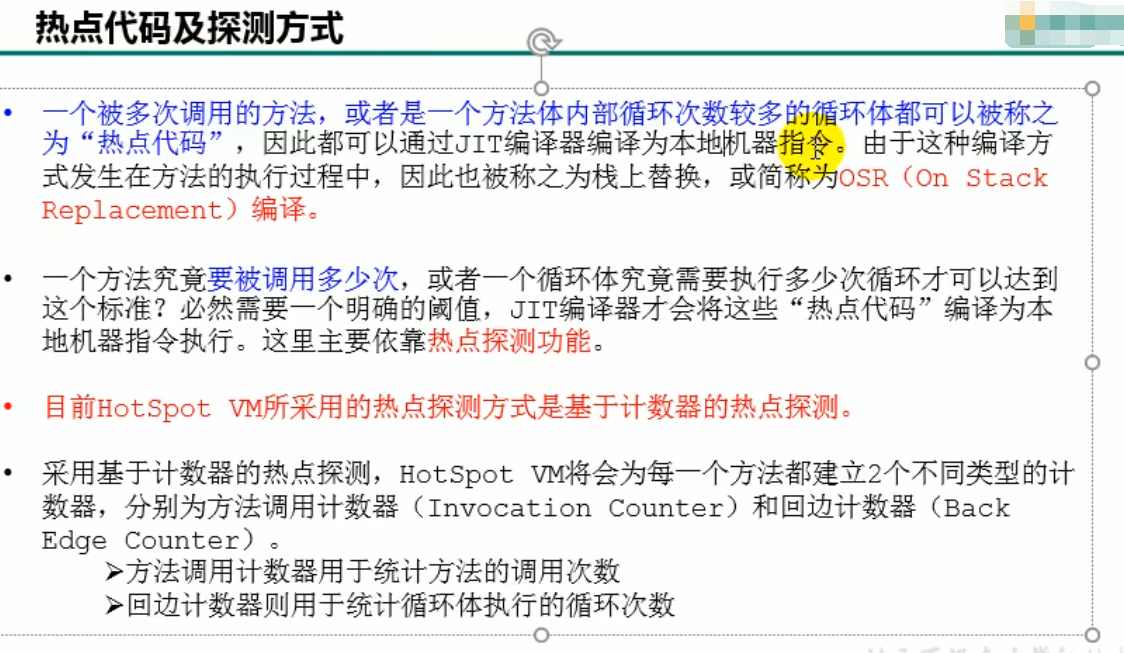 热点代码及探测方式
• 一个被多次调用的方法，或者是一个方法体内部循环次数较多的循环体都可以被称之
为“热点代码”，因此都可以通过JIT编译器编译为本地机器指令。由于这种编译方
式发生在方法的执行过程中，因此也被称之为栈上替换，或简称为OSR（On Stack
Replacement）编译。
• 一个方法究竟要被调用多少次，或者一个循环体究竟需要执行多少次循环才可以达到
这个标准？必然需要一个明确的阈值，JIT编译器才会将这些“热点代码”编译为本
地机器指令执行。这里主要依靠热点探测功能。
• 目前HotSpot VM所采用的热点探测方式是基于计数器的热点探测。
• 采用基于计数器的热点探测，HotSpot VM将会为每一个方法都建立2个不同类型的计
数器，分别为方法调用计数器（Invocation Counter）和回边计数器（Back
Edge Counter）。
➢方法调用计数器用于统计方法的调用次数
➢回边计数器则用于统计循环体执行的循环次数